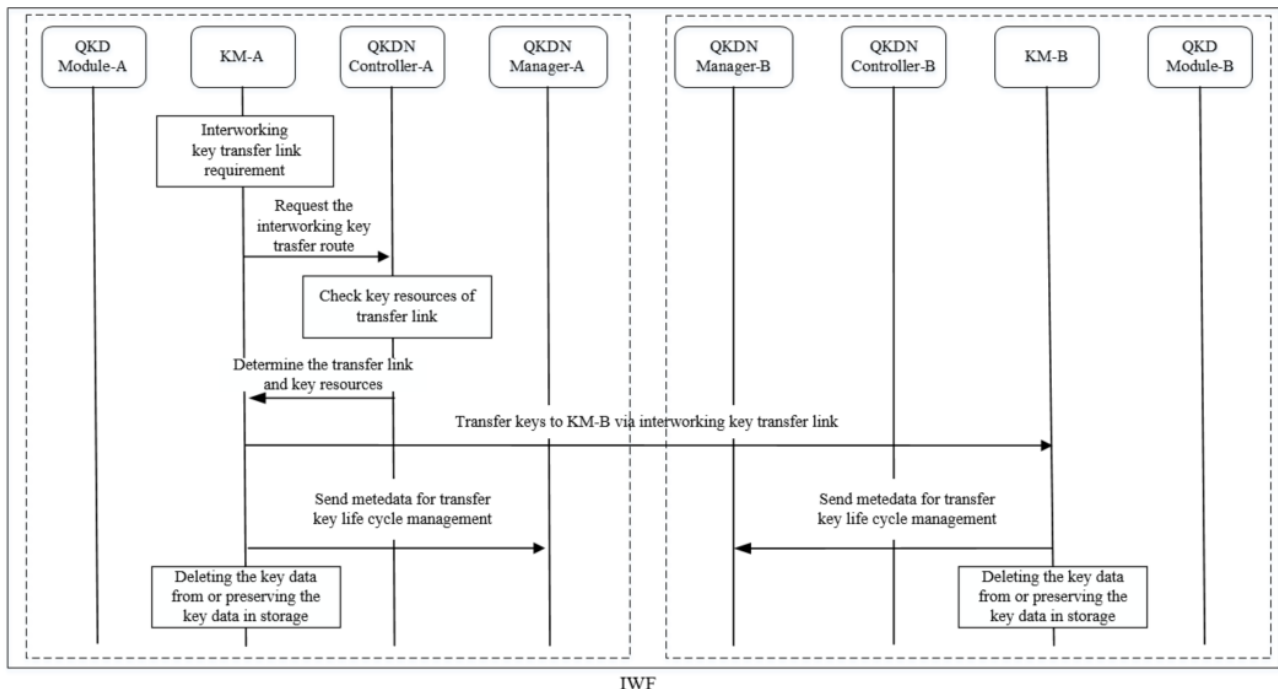 QKD
Module-A
KM-A
QKDN
Controller-A
QKDN
Manager-A
QKDN
Manager-B
QKDN
Controller-B
KM-B
QKD
Module-B
Interworking
key transfer link
requirement
Request the
interworking key
trasfer route
Check key resources of
transfer link
Determine the transfer link
and key resources
Transfer keys to KM-B via interworking key transfer link
Send metedata for transfer
key life cycle management
Send metedata for transfer
key life cycle management
Deleting the key data
from or preserving the
key data in storage
Deleting the key data
from or preserving the
key data in storage
IWF